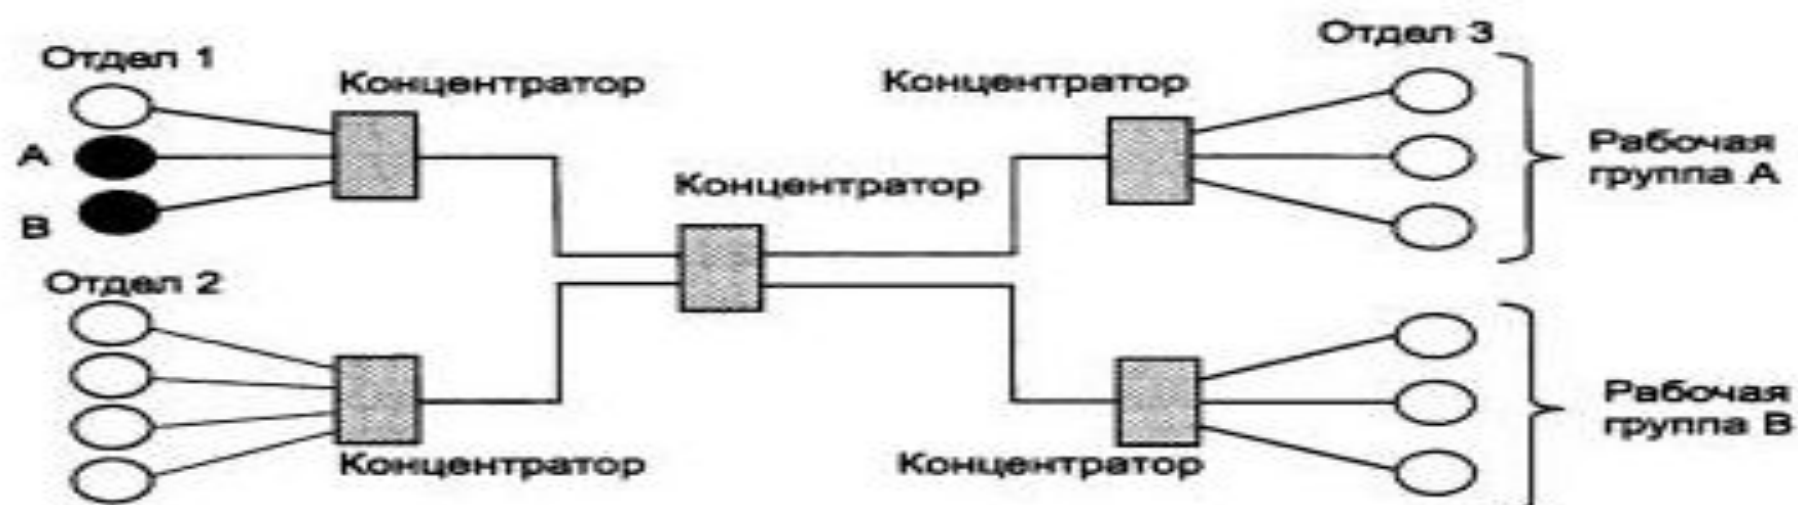 Отдел 1
Концентратор
Концентратор
Отдел 3
А
В
Концентратор
Рабочая
группа А
Отдел 2
Концентратор
Концентратор
Рабочая
группа В